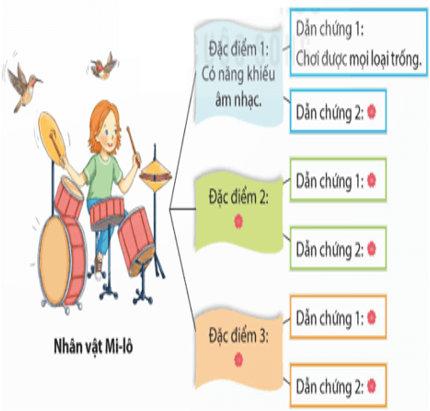 Đặc điểm 1:
Có năng khiếu
âm nhạc.
Dẫn chứng 1:
Chơi được mọi loại trống.
Dẫn chứng 2:
Đặc điểm 2:
Dẫn chứng 1:
Dẫn chứng 2:
Đặc điểm 3:
Dẫn chứng 1:
Dẫn chứng 2:
Nhân vật Mi-lô